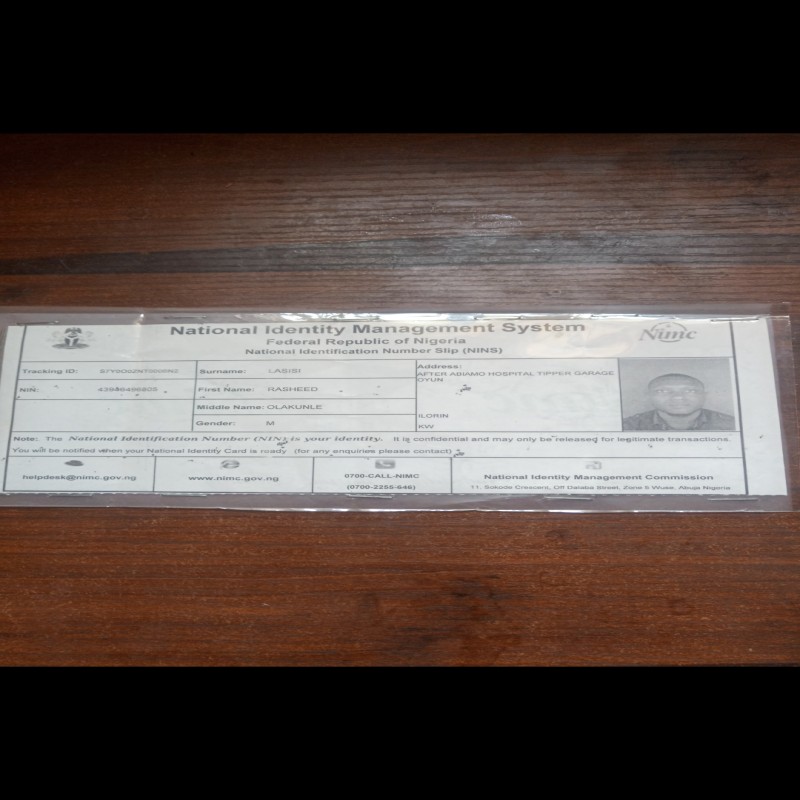 National Identity Management System
Federal Republic of Nigeria
National Identification Number Slip (NINS)
Nimc
Tracking ID:
Surname: LASISI
Address: AFTER ABIAMO HOSPITAL TIPPER GARAGE
OYUN
NIN:
First Name: RASHEED
Middle Name: OLAKUNLE
ILORIN
Gender: M
KW
Note: The National Identification Number (NIN) is your identity. It is confidential and may only be released for legitimate transactions.
You will be notified when your National Identity Card is ready (for any enquiries please contact)
helpdesk@nimc.gov.ng
www.nimc.gov.ng
0700-CALL-NIMC
(0700-2255-646)
National Identity Management Commission
11, Sokode Crescent, Off Dalaba Street, Zone 5 Wuse, Abuja Nigeria